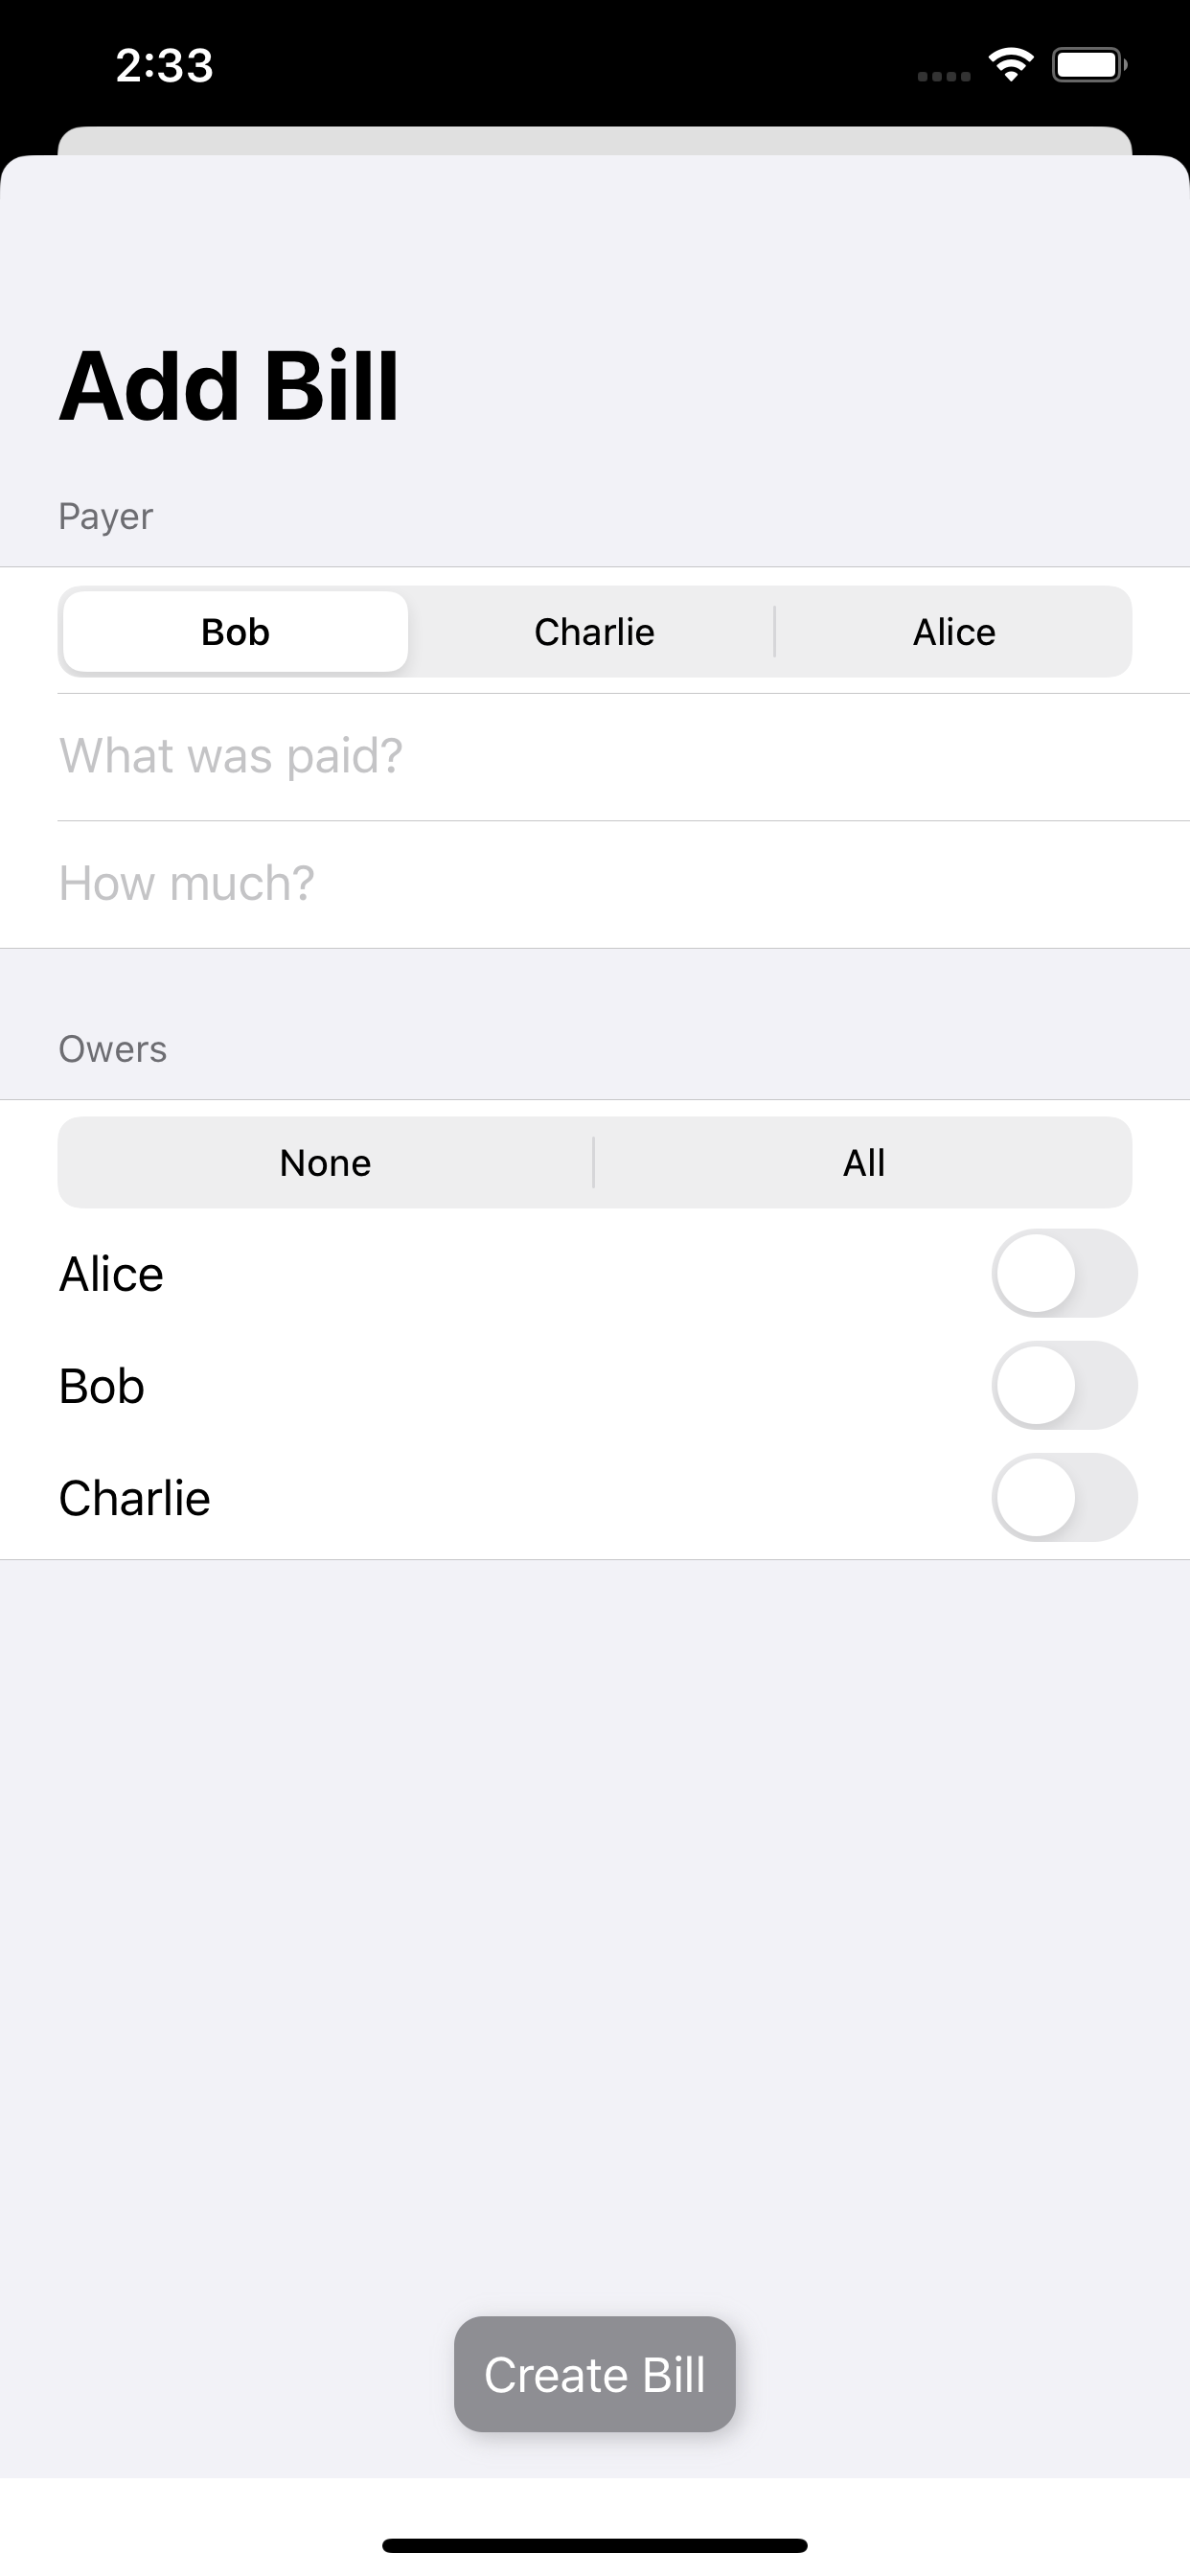 2:33
Add Bill
Payer
Bob Charlie Alice
What was paid?
How much?
Owers
None All
Alice
Bob
Charlie
Create Bill